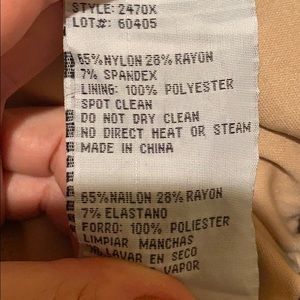 STYLE: 2470X
LOT#: 60405
65%NYLON 28%RAYON
7% SPANDEX
LINING: 100% POLYESTER
SPOT CLEAN
DO NOT DRY CLEAN
NO DIRECT HEAT OR STEAM
MADE IN CHINA
65%NAILON 28%RAYON
7% ELASTANO
FORRO: 100% POLIESTER
LIMPIAR MANCHAS
LAVAR EN SECO
VAPOR